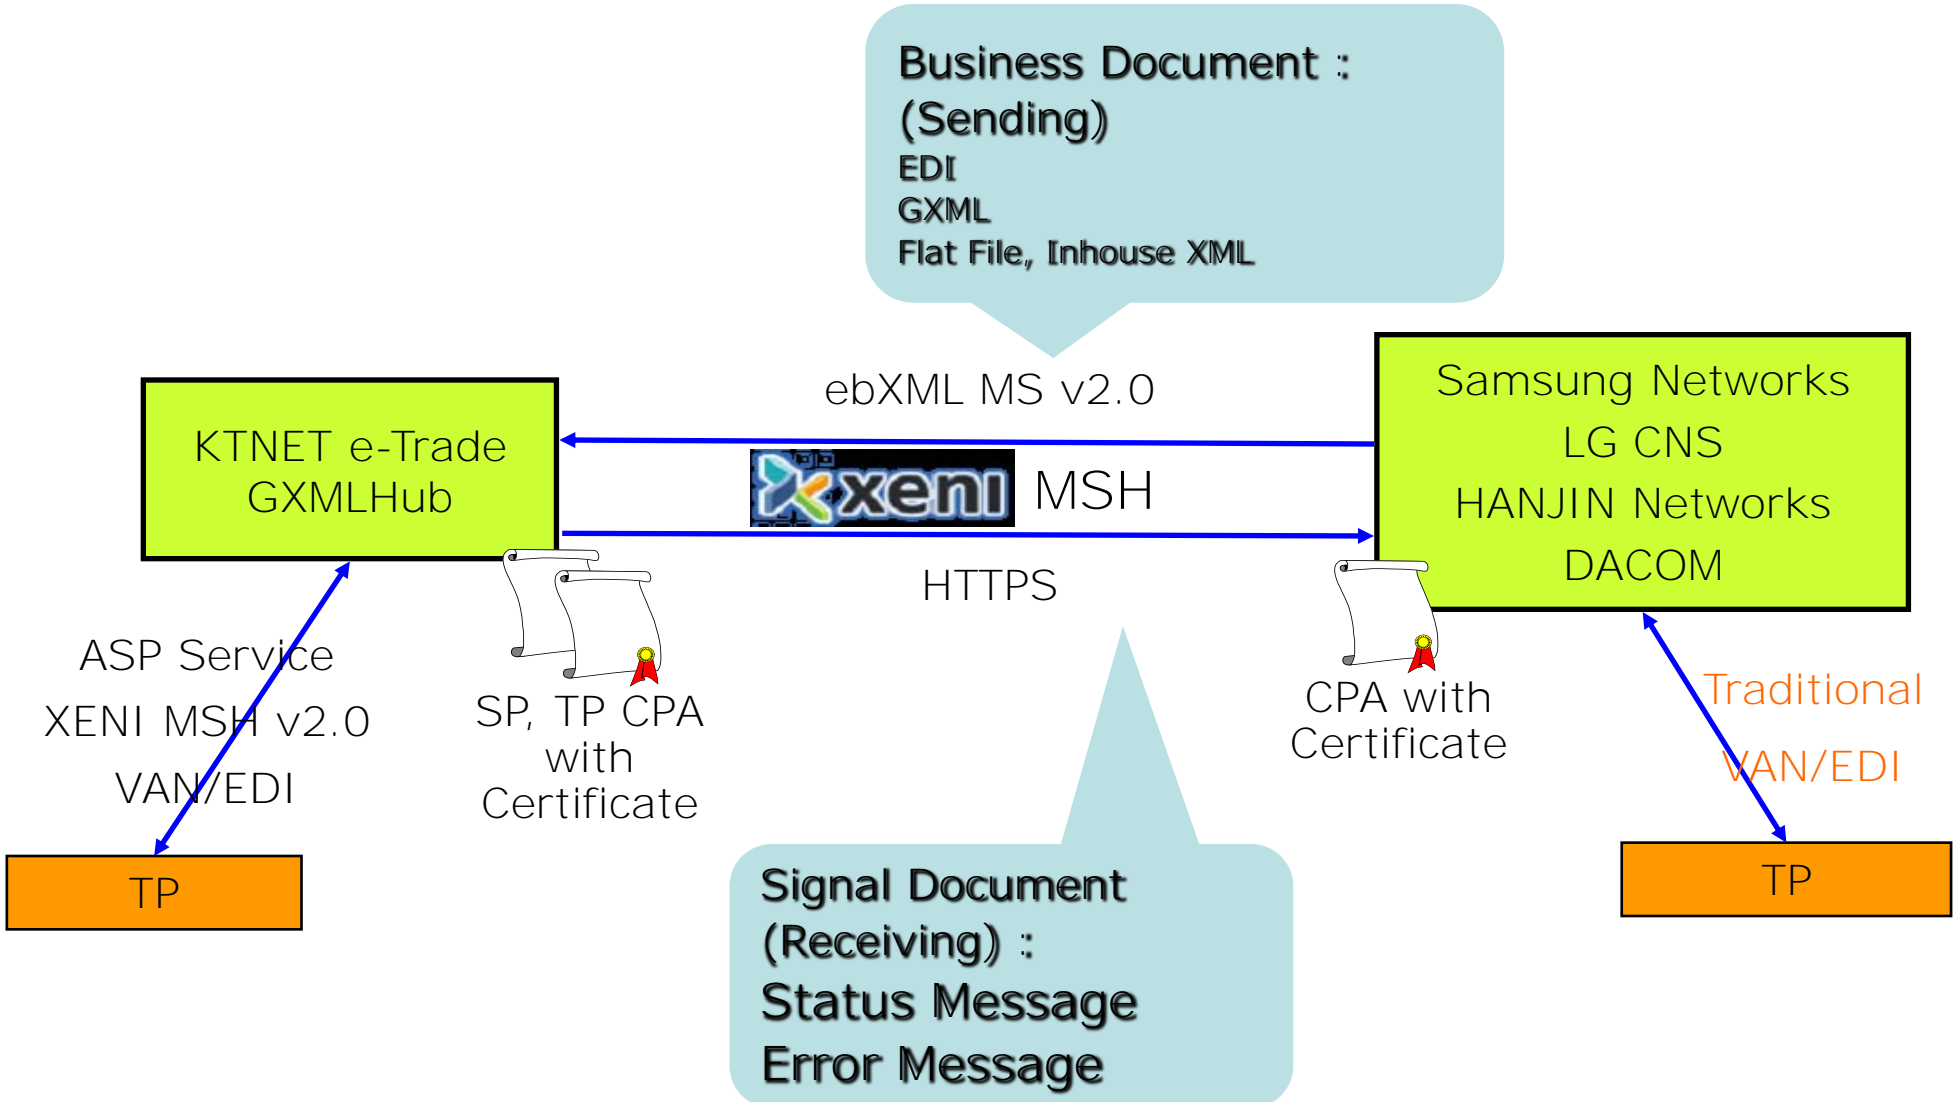 Business Document :
(Sending)
EDI
GXML
Flat File, Inhouse XML
ebXML MS v2.0
KTNET e-Trade
GXMLHub
xeni MSH
HTTPS
Samsung Networks
LG CNS
HANJIN Networks
DACOM
ASP Service
XENI MSH v2.0
VAN/EDI
SP, TP CPA
with
Certificate
CPA with
Certificate
Traditional
VAN/EDI
TP
TP
Signal Document
(Receiving) :
Status Message
Error Message